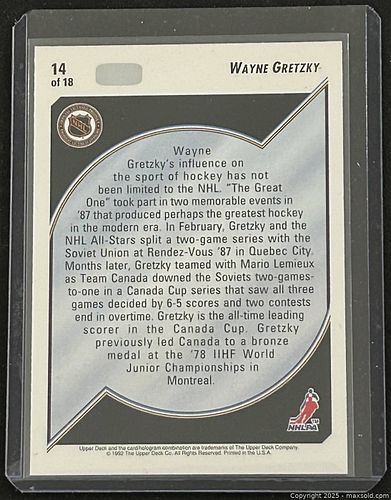 14
of 18
WAYNE GRETZKY
NHL
Wayne
Gretzky's influence on
the sport of hockey has not
been limited to the NHL. "The Great
One" took part in two memorable events in
'87 that produced perhaps the greatest hockey
in the modern era. In February, Gretzky and the
NHL All-Stars split a two-game series with the
Soviet Union at Rendez-Vous '87 in Quebec City.
Months later, Gretzky teamed with Mario Lemieux
as Team Canada downed the Soviets two-games-
to-one in a Canada Cup series that saw all three
games decided by 6-5 scores and two contests
end in overtime. Gretzky is the all-time leading
scorer in the Canada Cup. Gretzky
previously led Canada to a bronze
medal at the '78 IIHF World
Junior Championships in
Montreal.
NHLPA
Upper Deck and the card/hologram combination are trademarks of The Upper Deck Company.
© 1992 The Upper Deck Co. All Rights Reserved. Printed in the U.S.A.
Copyright 2025 - maxsold.com